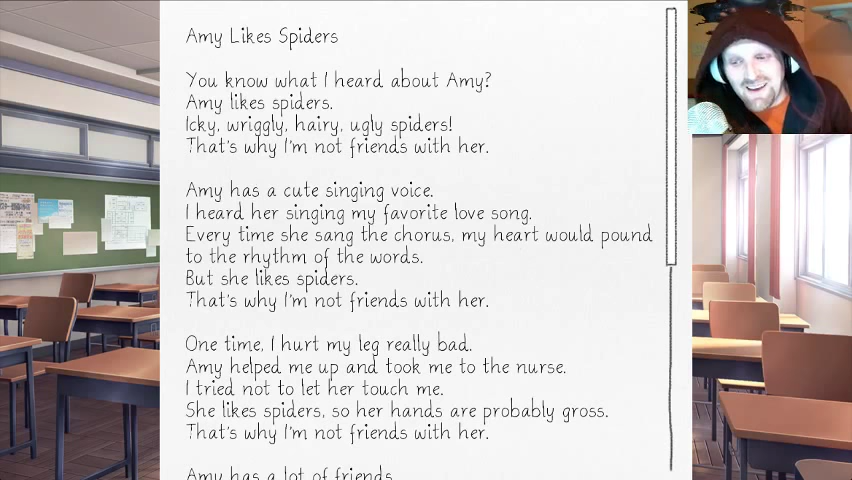 Amy Likes Spiders
You know what I heard about Amy?
Amy likes spiders.
Icky, wriggly, hairy, ugly spiders!
That's why I'm not friends with her.
Amy has a cute singing voice.
I heard her singing my favorite love song.
Every time she sang the chorus, my heart would pound
to the rhythm of the words.
But she likes spiders.
That's why I'm not friends with her.
One time, I hurt my leg really bad.
Amy helped me up and took me to the nurse.
I tried not to let her touch me.
She likes spiders, so her hands are probably gross.
That's why I'm not friends with her.
Amy has a lot of friends.